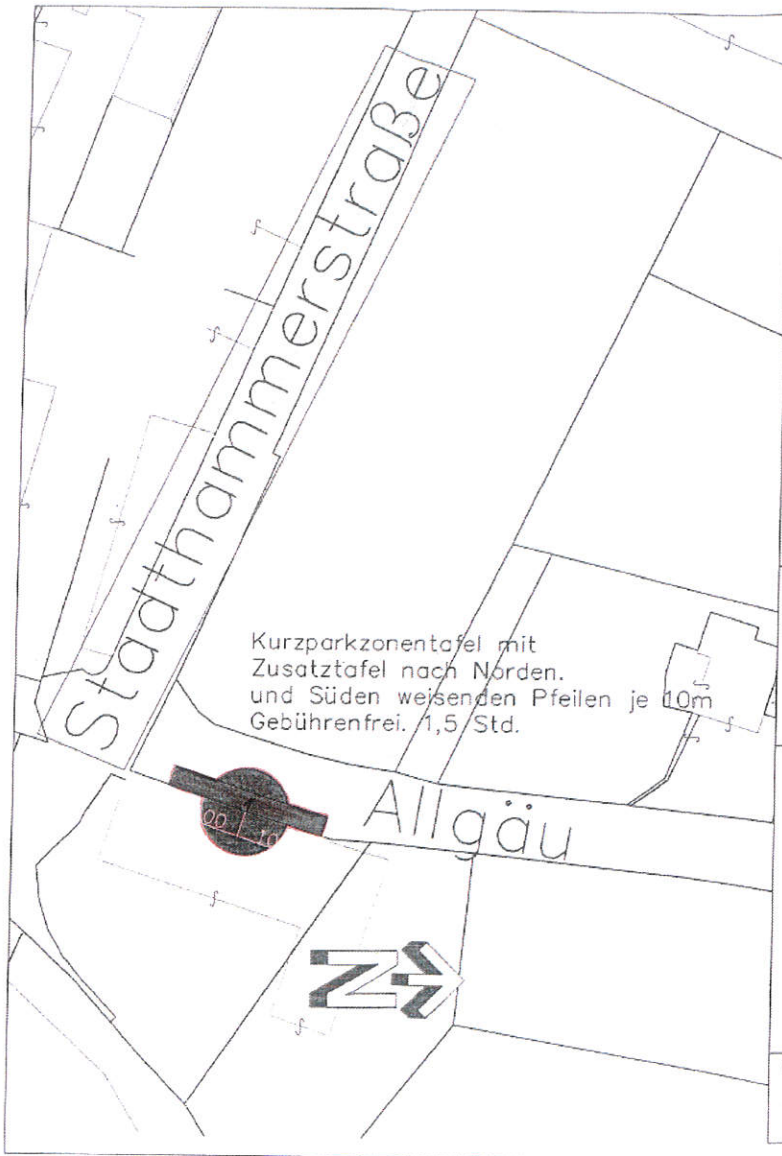 Stadthammerstraße
Kurzparkzonentafel mit
Zusatztafel nach Norden.
und Süden weisenden Pfeilen je 10m
Gebührenfrei. 1,5 Std.
Allgäu
N